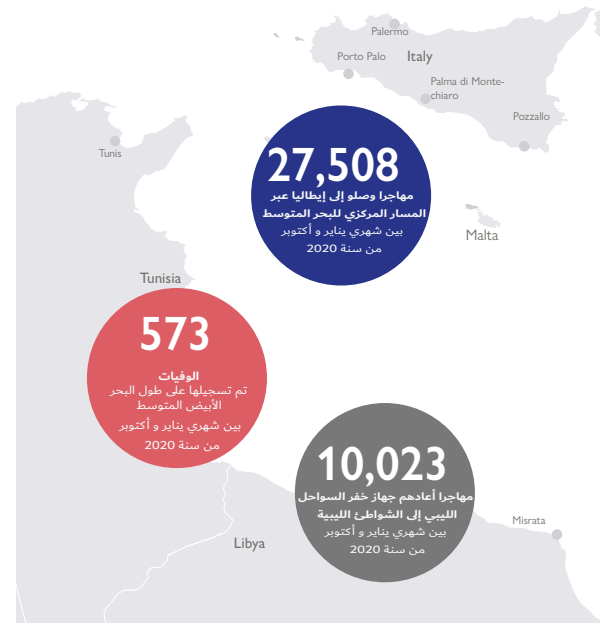 Palermo
Porto Palo
Italy
Palma di Monte-
chiaro
Pozzallo
Tunis
27,508
مهاجرا وصلو إلى إيطاليا عبر
المسار المركزي للبحر المتوسط
بين شهري يناير و أكتوبر
من سنة 2020
Malta
Tunisia
573
الوفيات
تم تسجيلها على طول البحر
الأبيض المتوسط
بين شهري يناير و أكتوبر
من سنة 2020
10,023
مهاجرا أعادهم جهاز خفر السواحل
الليبي إلى الشواطئ الليبية
بين شهري يناير و أكتوبر
من سنة 2020
Misrata
Libya